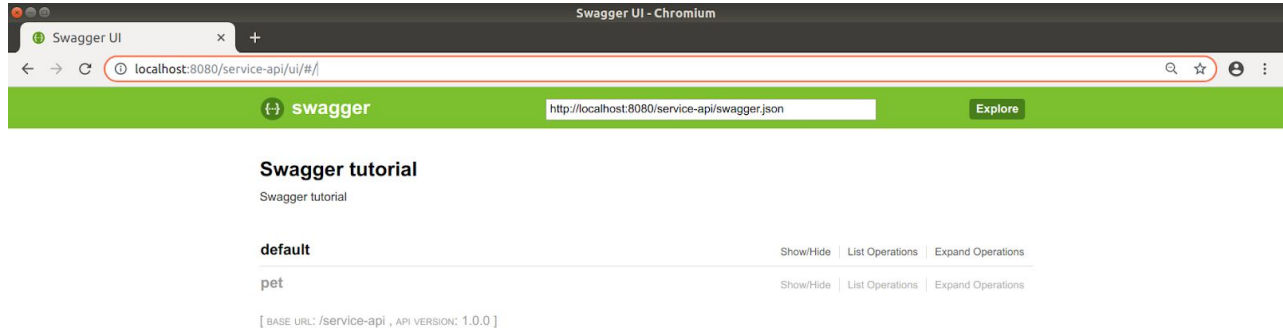 Swagger UI - Chromium
Swagger UI
localhost:8080/service-api/ui/#/
swagger http://localhost:8080/service-api/swagger.json Explore
Swagger tutorial
Swagger tutorial
default Show/Hide List Operations Expand Operations
pet Show/Hide List Operations Expand Operations
[ BASE URL: /service-api , API VERSION: 1.0.0 ]